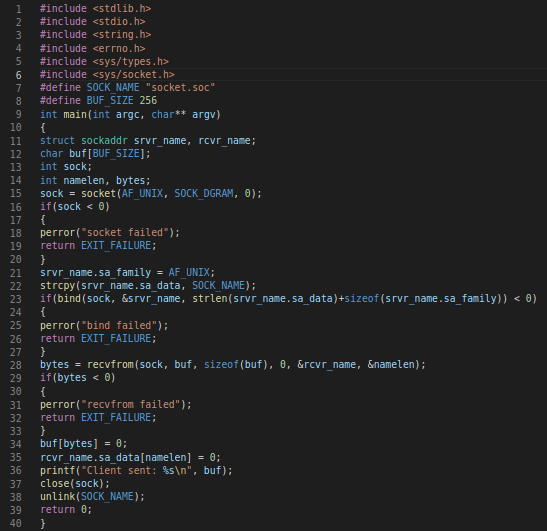 1 #include <stdlib.h>
2 #include <stdio.h>
3 #include <string.h>
4 #include <errno.h>
5 #include <sys/types.h>
6 #include <sys/socket.h>
7 #define SOCK_NAME "socket.soc"
8 #define BUF_SIZE 256
9 int main(int argc, char** argv)
10 {
11 struct sockaddr srvr_name, rcvr_name;
12 char buf[BUF_SIZE];
13 int sock;
14 int namelen, bytes;
15 sock = socket(AF_UNIX, SOCK_DGRAM, 0);
16 if(sock < 0)
17 {
18 perror("socket failed");
19 return EXIT_FAILURE;
20 }
21 srvr_name.sa_family = AF_UNIX;
22 strcpy(srvr_name.sa_data, SOCK_NAME);
23 if(bind(sock, &srvr_name, strlen(srvr_name.sa_data)+sizeof(srvr_name.sa_family)) < 0)
24 {
25 perror("bind failed");
26 return EXIT_FAILURE;
27 }
28 bytes = recvfrom(sock, buf, sizeof(buf), 0, &rcvr_name, &namelen);
29 if(bytes < 0)
30 {
31 perror("recvfrom failed");
32 return EXIT_FAILURE;
33 }
34 buf[bytes] = 0;
35 rcvr_name.sa_data[namelen] = 0;
36 printf("Client sent: %s\n", buf);
37 close(sock);
38 unlink(SOCK_NAME);
39 return 0;
40 }